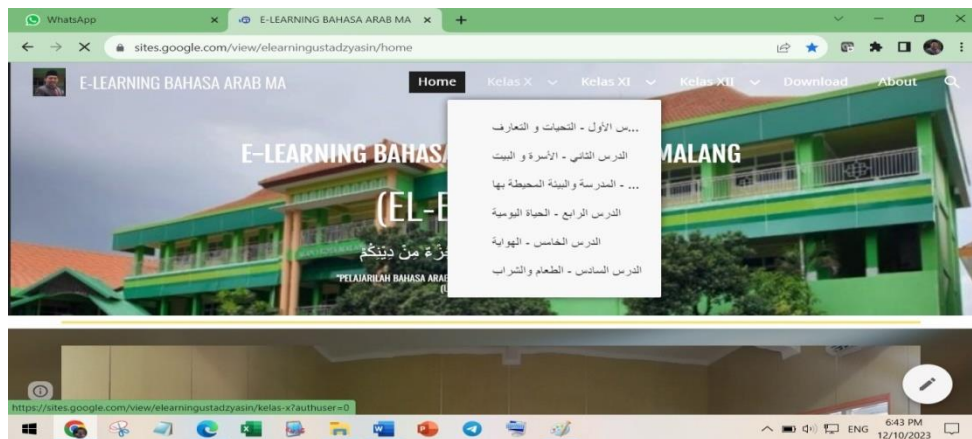 WhatsApp
E-LEARNING BAHASA ARAB MA
sites.google.com/view/elearningustadzyasin/home
E-LEARNING BAHASA ARAB MA
Home Kelas X Kelas XI Kelas XII Download About
...س الأول - التحيات و التعارف
الدرس الثاني - الأسرة و البيت
... - المدرسة والبيئة المحيطة بها
الدرس الرابع - الحياة اليومية
الدرس الخامس - الهواية
الدرس السادس - الطعام والشراب
E-LEARNING BAHAS MALANG
(EL-
مِنْ دِيْنِكُمْ
"PELAJARILAH BAHASA ARA
https://sites.google.com/view/elearningustadzyasin/kelas-x?authuser=0
ENG 6:43 PM
12/10/2023